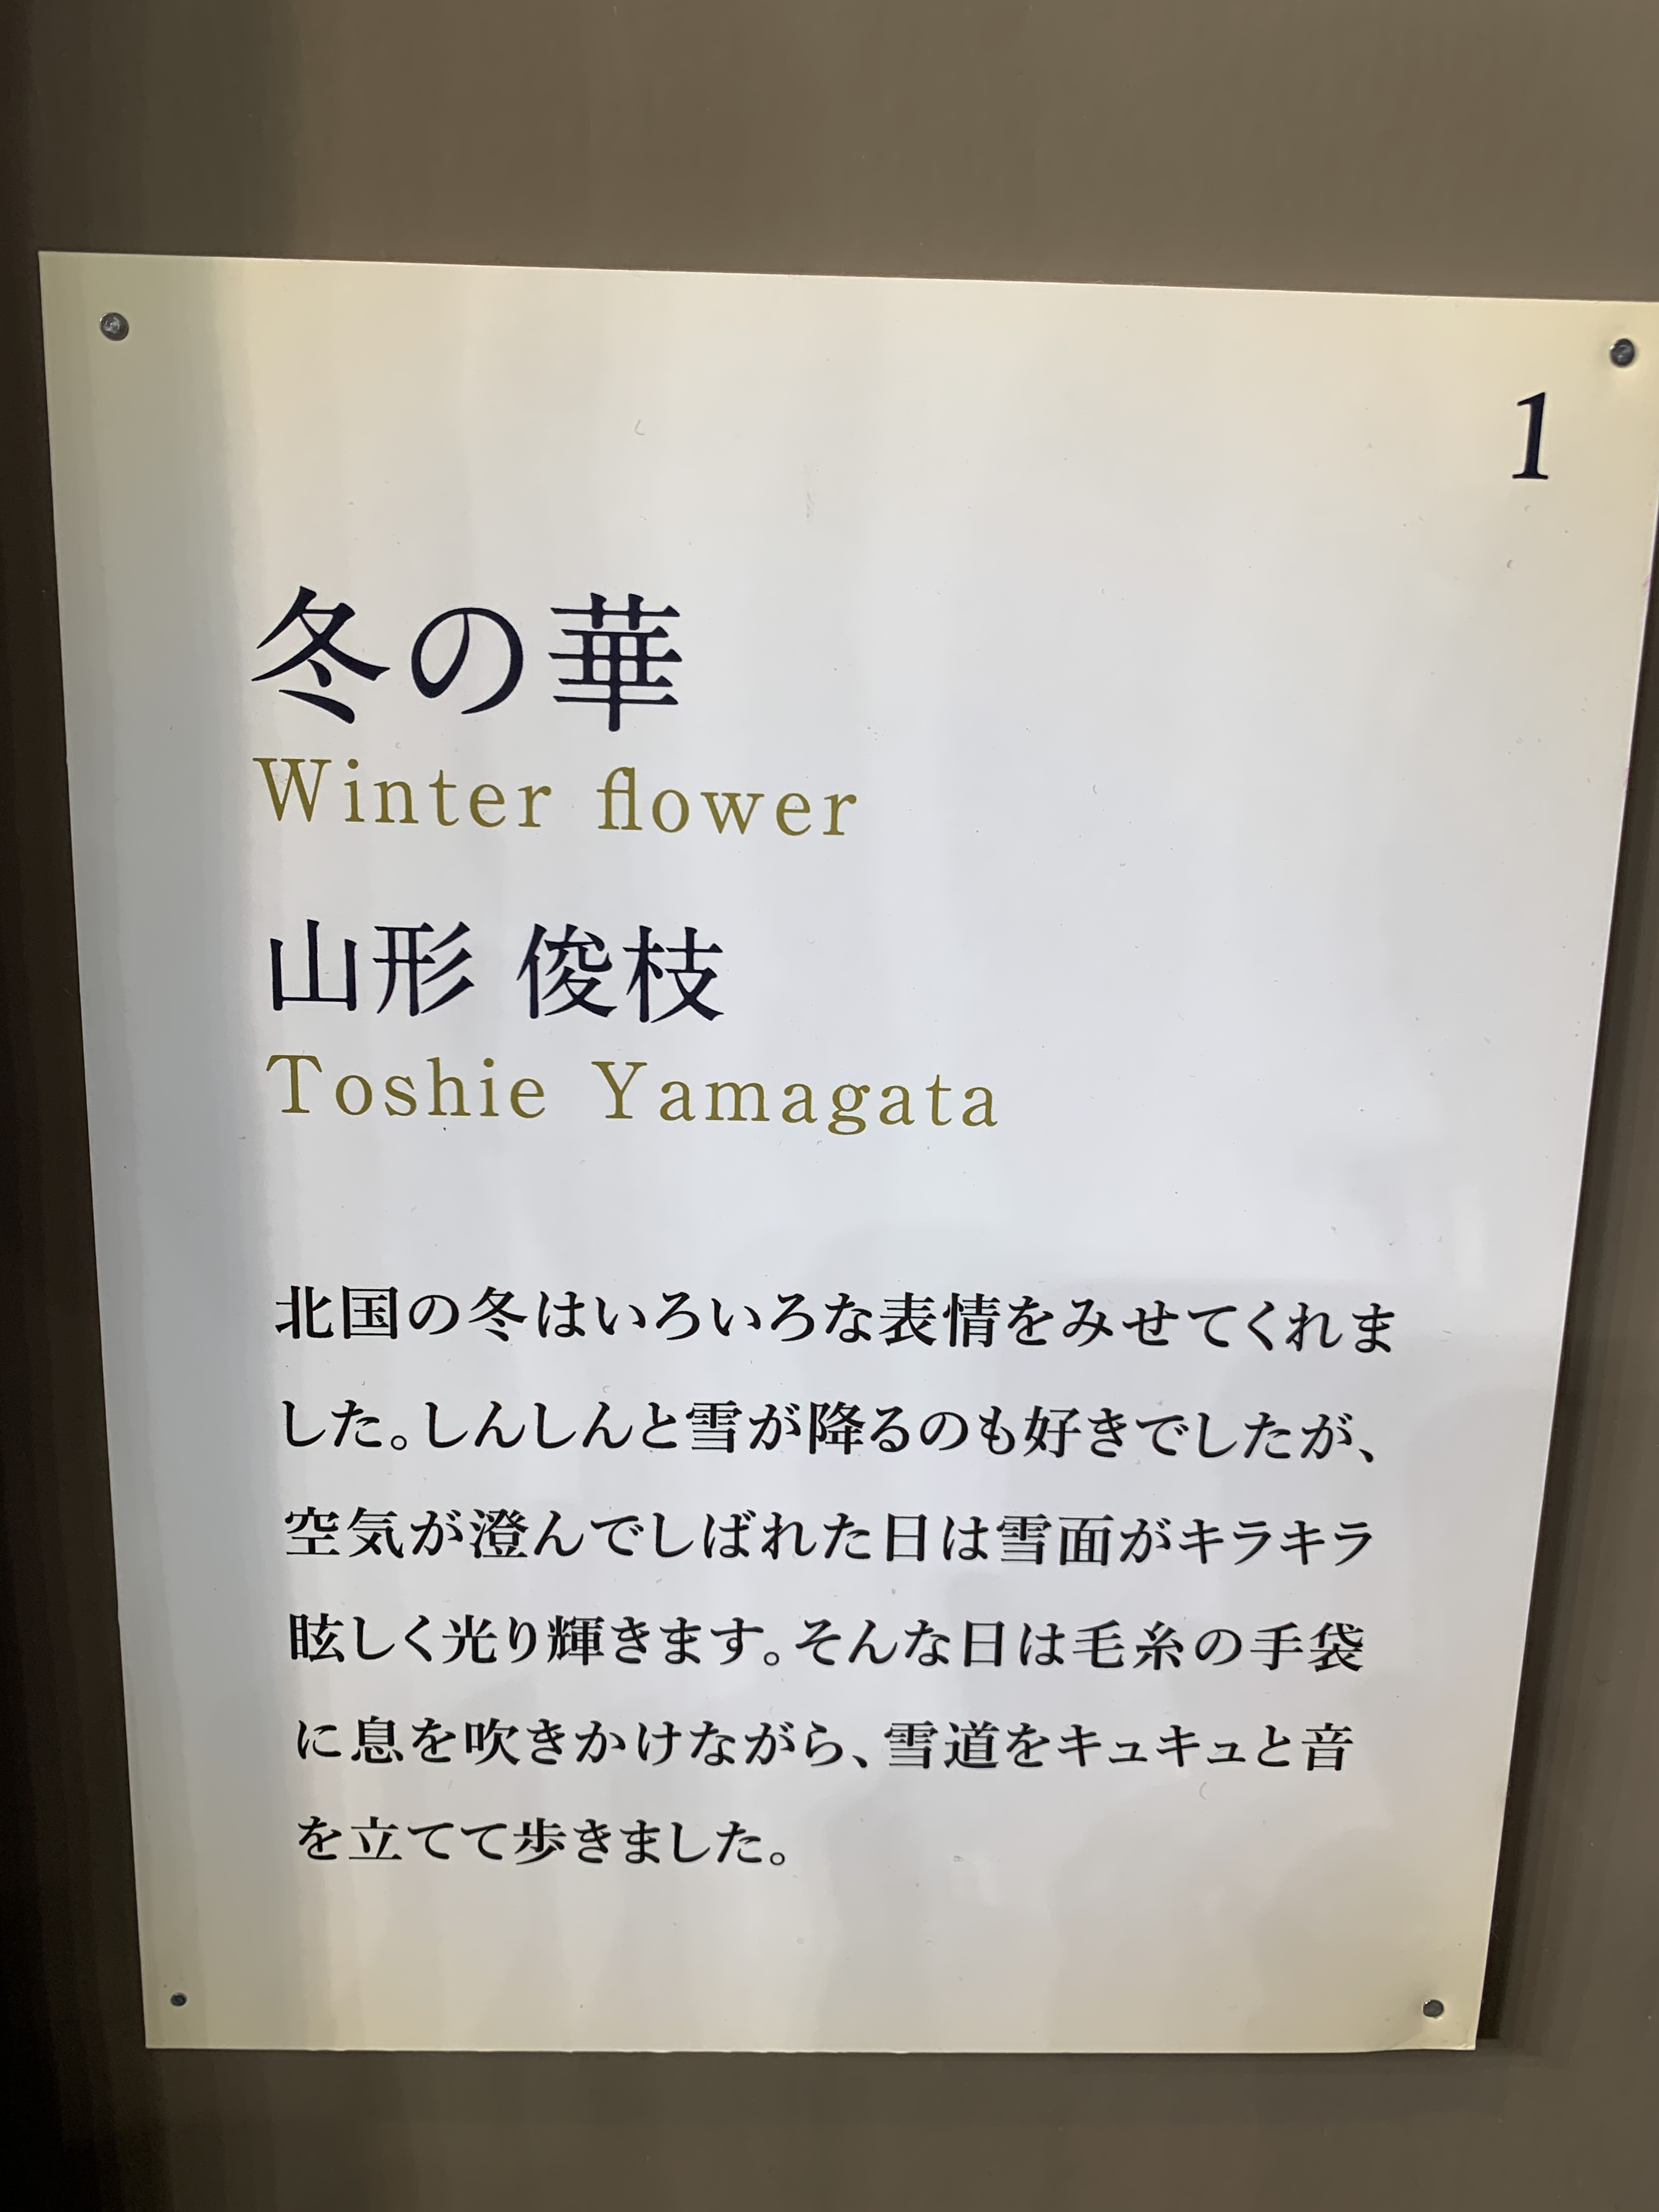 1
冬の華
Winter flower
山形 俊枝
Toshie Yamagata
北国の冬はいろいろな表情をみせてくれま
した。しんしんと雪が降るのも好きでしたが、
空気が澄んでしばれた日は雪面がキラキラ
眩しく光り輝きます。そんな日は毛糸の手袋
に息を吹きかけながら、雪道をキュキュと音
を立てて歩きました。